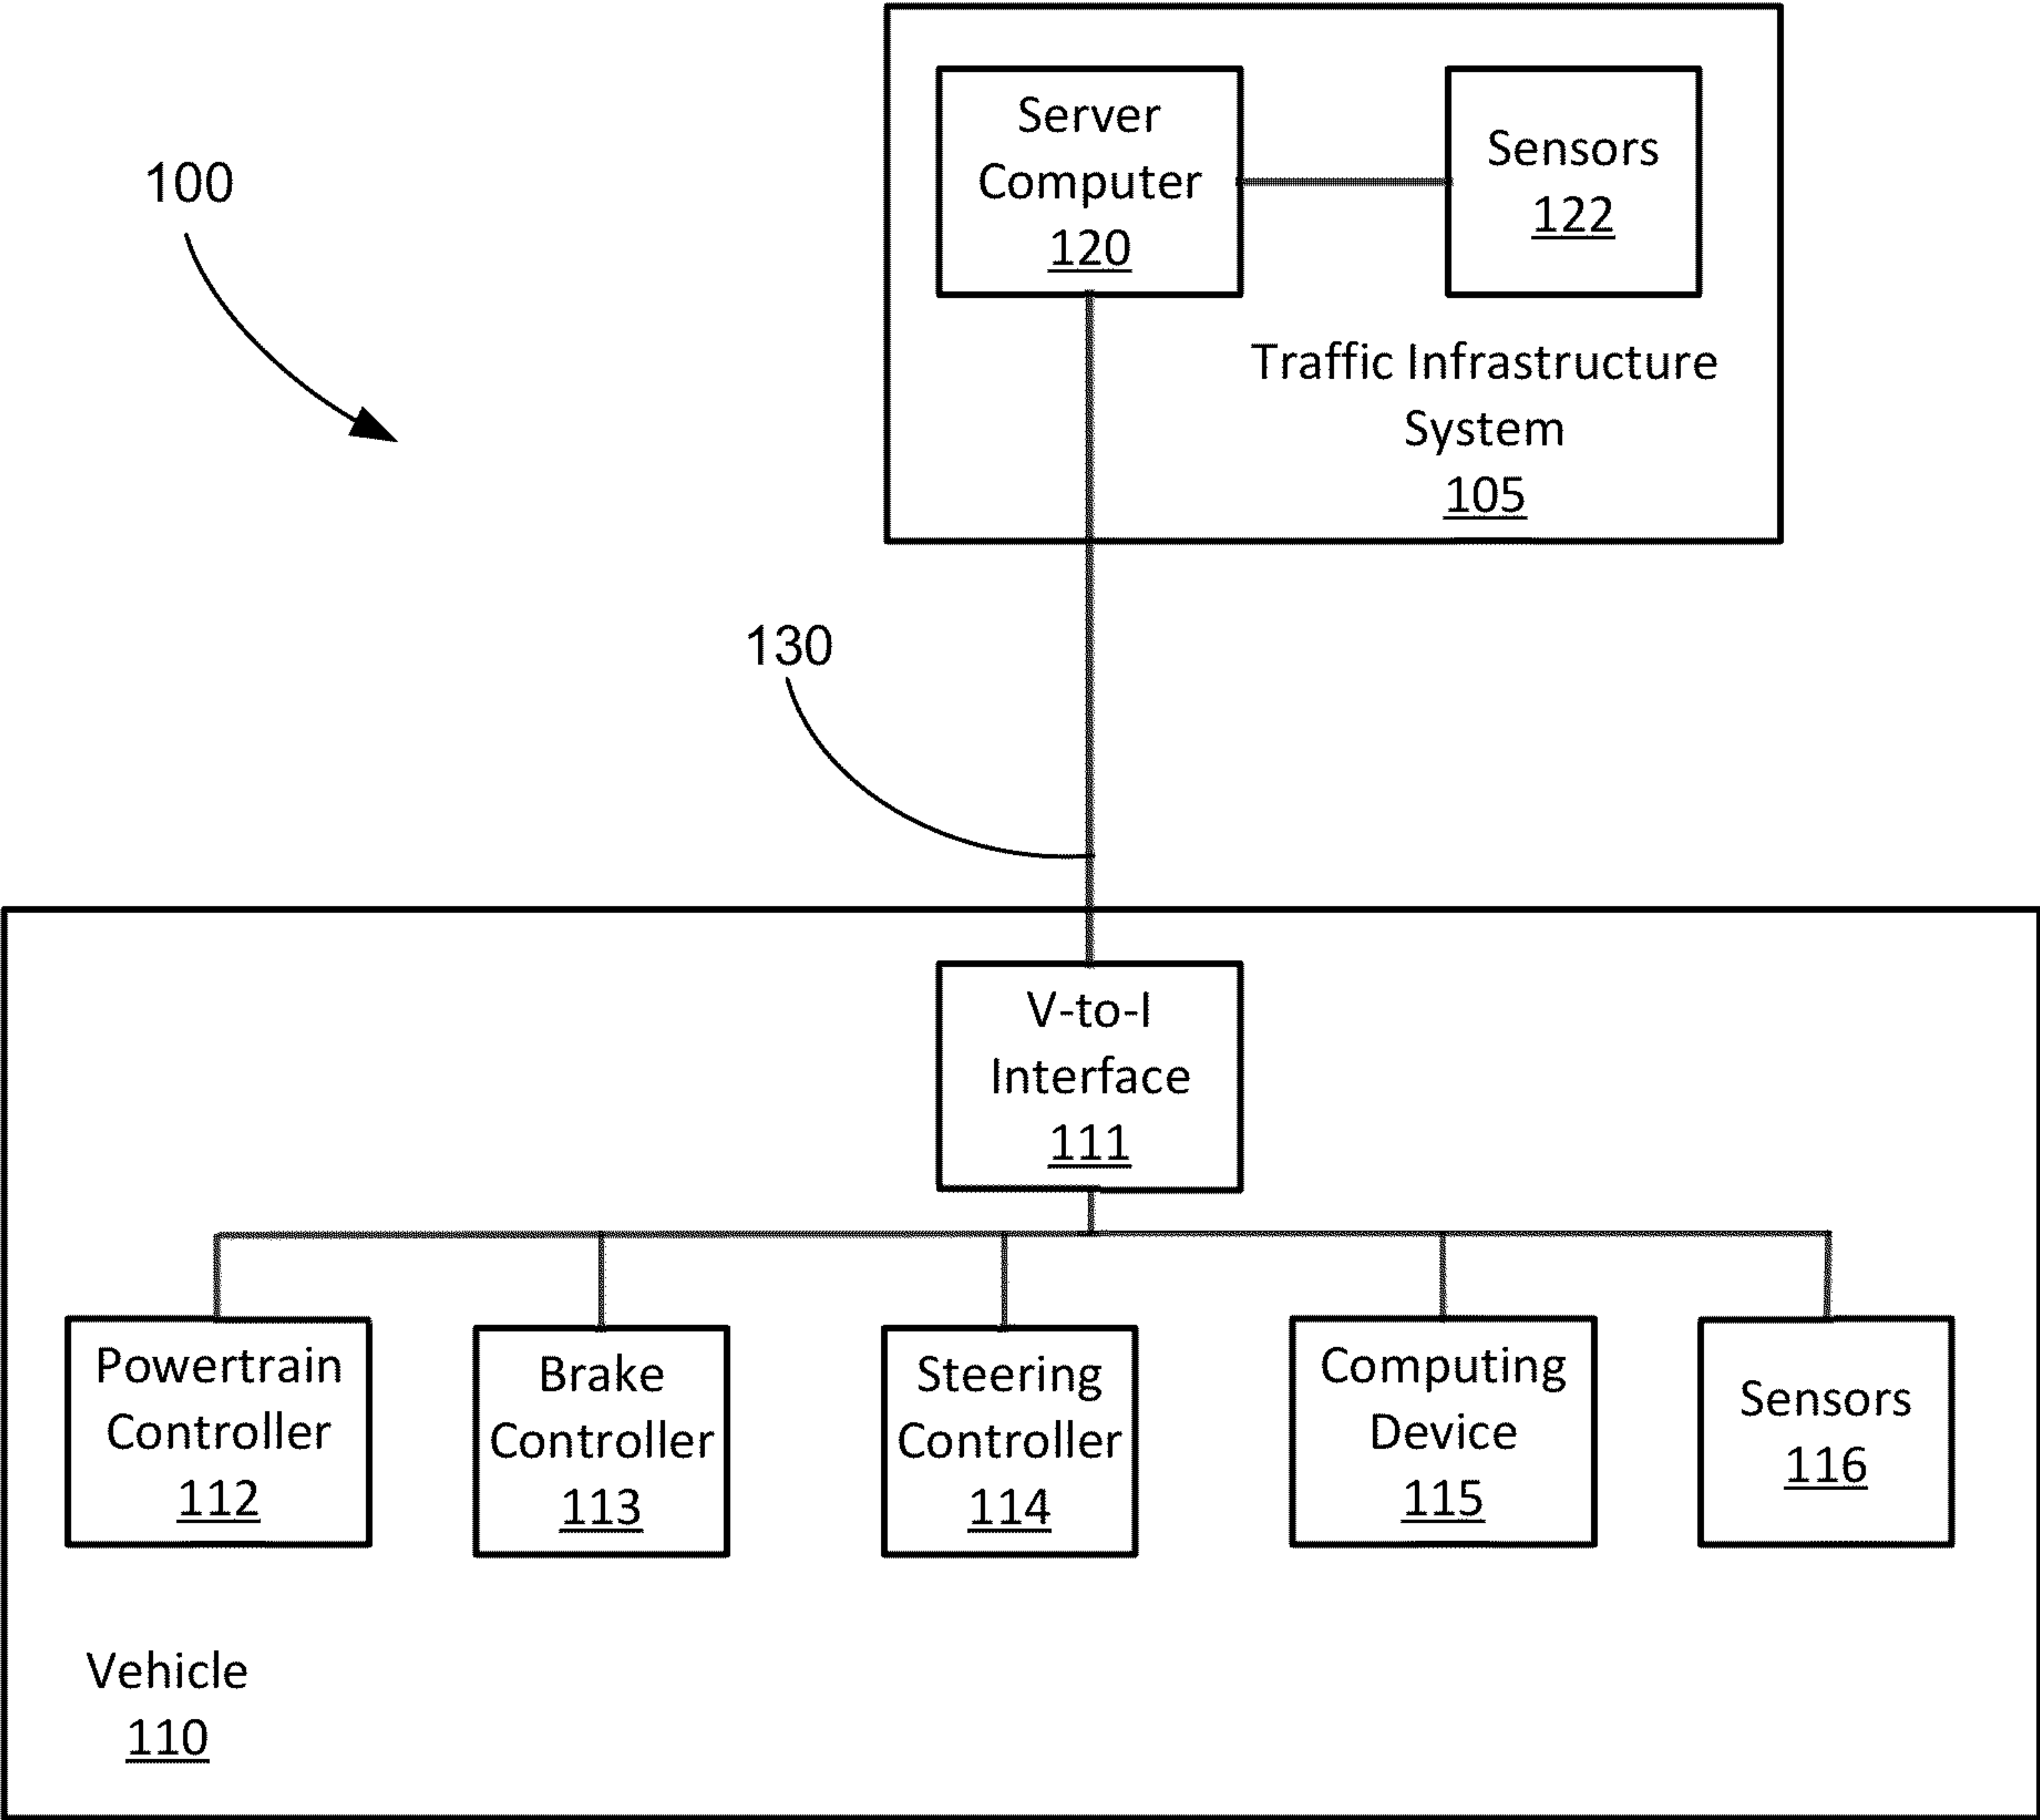 100
Server
Computer
120
Sensors
122
Traffic Infrastructure
System
105
130
V-to-I
Interface
111
Powertrain
Controller
112
Brake
Controller
113
Steering
Controller
114
Computing
Device
115
Sensors
116
Vehicle
110